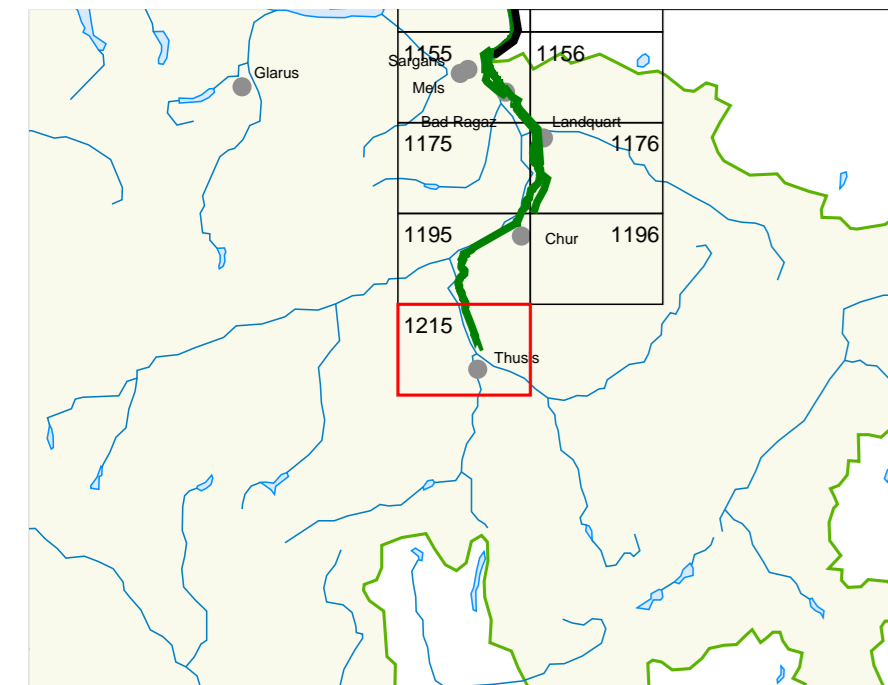 1155
1156
Sargans
Glarus
Mels
Bad Ragaz
Landquart
1175
1176
1195
Chur
1196
1215
Thusis